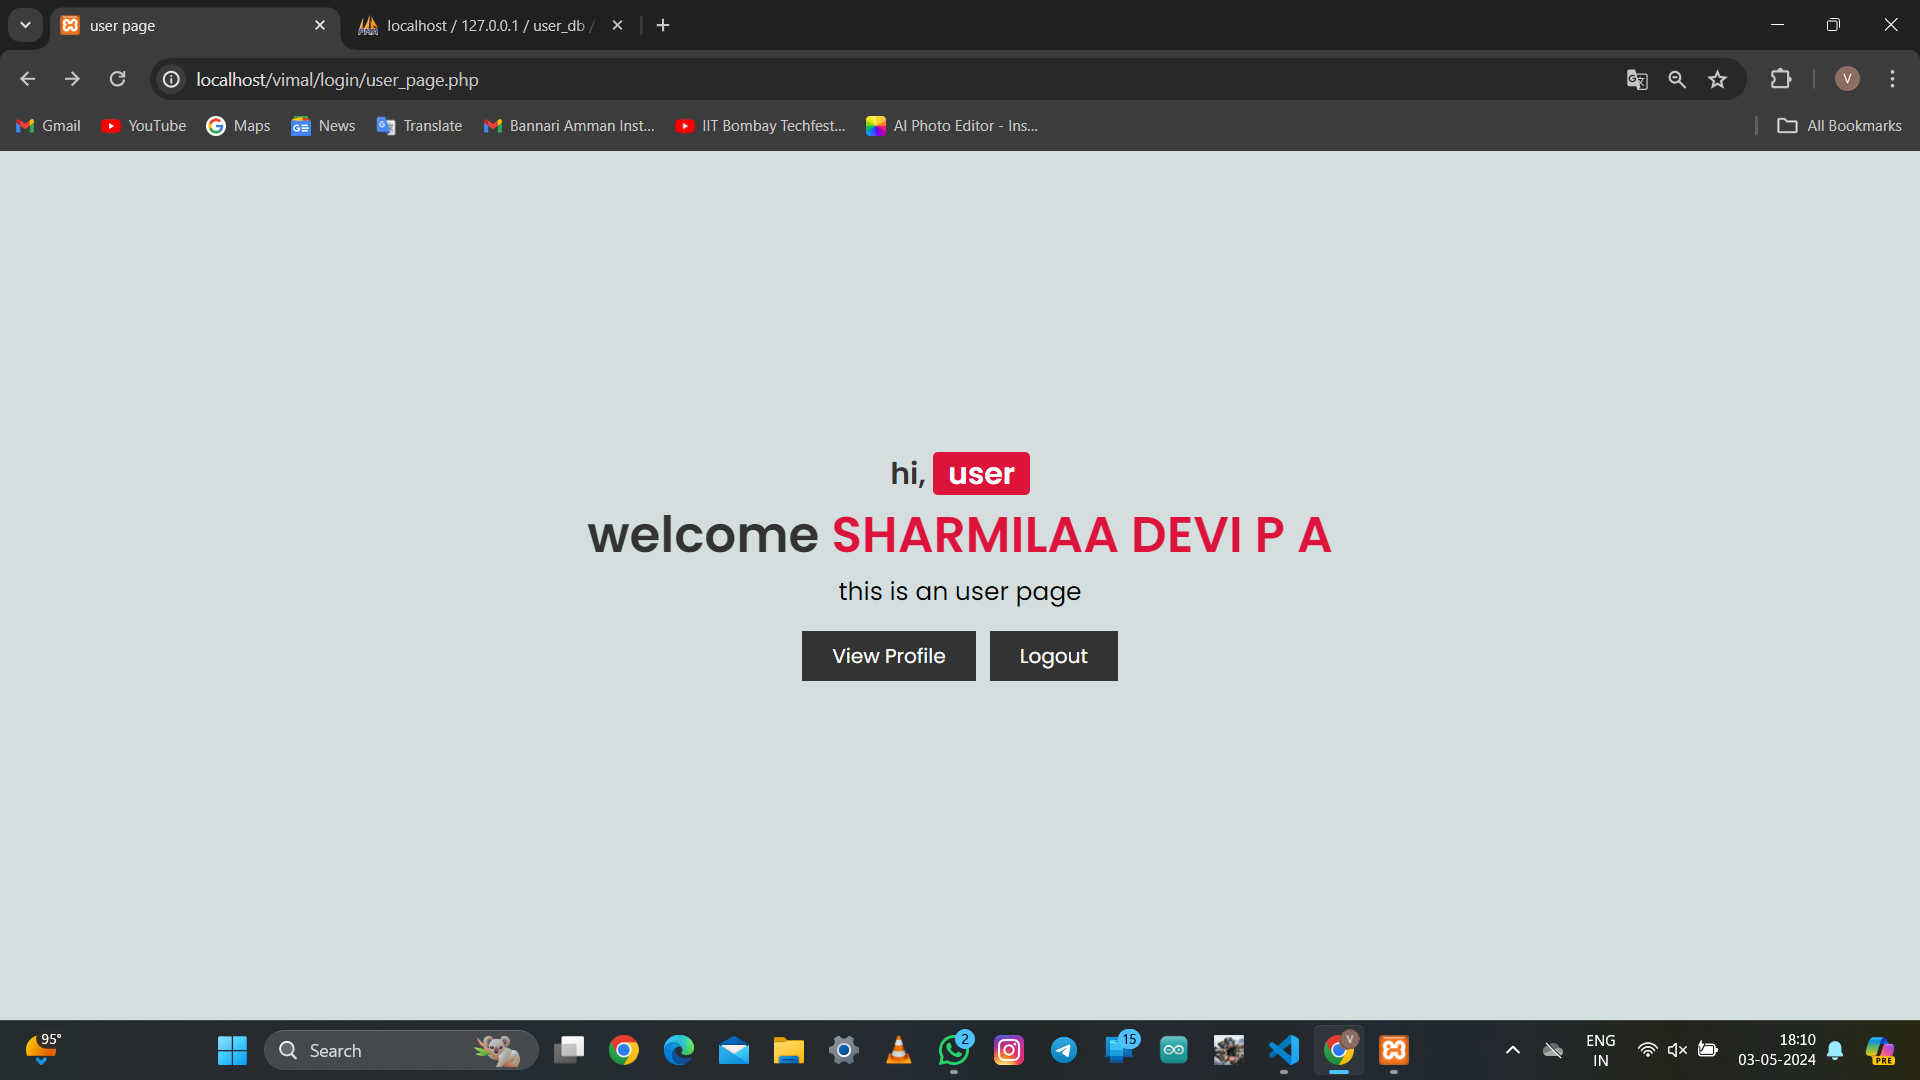 user page
localhost / 127.0.0.1 / user_db /
localhost/vimal/login/user_page.php
V
Gmail
YouTube
Maps
News
Translate
Bannari Amman Inst...
IIT Bombay Techfest...
AI Photo Editor - Ins...
All Bookmarks
hi, user
welcome SHARMILAA DEVI P A
this is an user page
View Profile
Logout
95°
Search
2
15
V
ENG
IN
18:10
03-05-2024
PRE